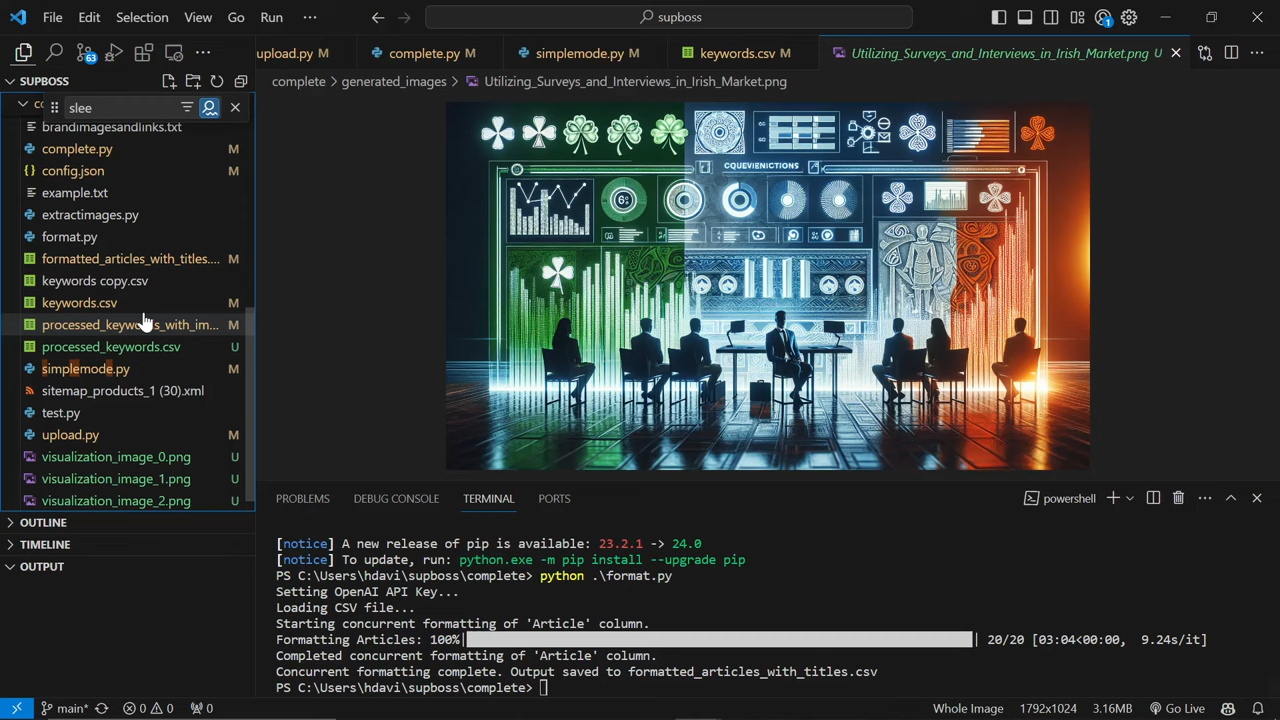 File Edit Selection View Go Run ··· supboss
63 1
upload.py M complete.py M simplemode.py M keywords.csv M Utilizing_Surveys_and_Interviews_in_Irish_Market.png U
SUPBOSS
complete > generated_images > Utilizing_Surveys_and_Interviews_in_Irish_Market.png
slee
brandimagesandlinks.txt
complete.py M
config.json M
example.txt
extractimages.py
format.py
formatted_articles_with_titles.... M
keywords copy.csv
keywords.csv M
processed_keywords_with_im... M
processed_keywords.csv U
simplemode.py M
sitemap_products_1 (30).xml
test.py
upload.py M
visualization_image_0.png U
visualization_image_1.png U
visualization_image_2.png U
OUTLINE
TIMELINE
OUTPUT
COUEVIENICTIONS
PROBLEMS DEBUG CONSOLE TERMINAL PORTS powershell
[notice] A new release of pip is available: 23.2.1 -> 24.0
[notice] To update, run: python.exe -m pip install --upgrade pip
PS C:\Users\hdavi\supboss\complete> python .\format.py
Setting OpenAI API Key...
Loading CSV file...
Starting concurrent formatting of 'Article' column.
Formatting Articles: 100%| | 20/20 [03:04<00:00, 9.24s/it]
Completed concurrent formatting of 'Article' column.
Concurrent formatting complete. Output saved to formatted_articles_with_titles.csv
PS C:\Users\hdavi\supboss\complete>
main* 0 0 0 Whole Image 1792x1024 3.16MB Go Live